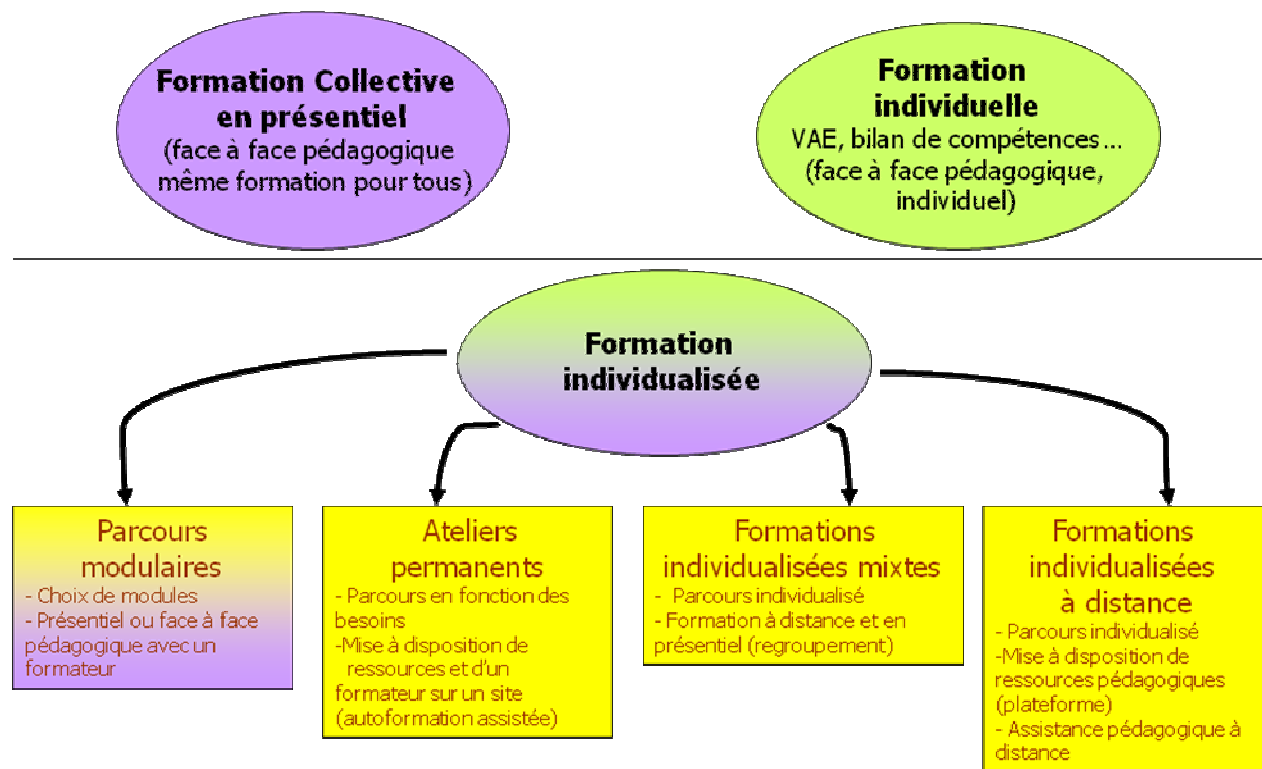 Formation Collective
en présentiel
(face à face pédagogique
même formation pour tous)
Formation
individuelle
VAE, bilan de compétences...
(face à face pédagogique,
individuel)
Formation
individualisée
Parcours
modulaires
- Choix de modules
- Présentiel ou face à face
pédagogique avec un
formateur
Ateliers
permanents
- Parcours en fonction des
besoins
-Mise à disposition de
ressources et d'un
formateur sur un site
(autoformation assistée)
Formations
individualisées mixtes
- Parcours individualisé
- Formation à distance et en
présentiel (regroupement)
Formations
individualisées
à distance
- Parcours individualisé
-Mise à disposition de
ressources pédagogiques
(plateforme)
- Assistance pédagogique à
distance